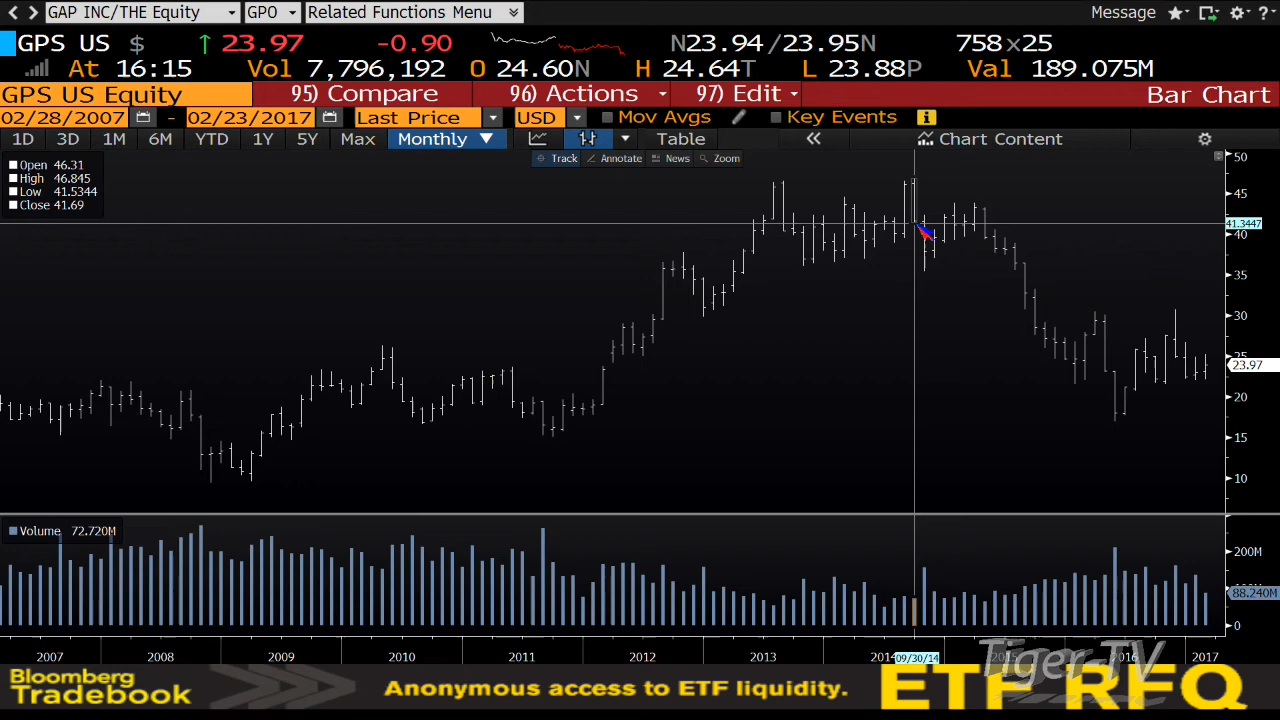 GAP INC/THE Equity GPO Related Functions Menu Message ?
GPS US $ ↑ 23.97 -0.90 N23.94/23.95N 758x25
At 16:15 Vol 7,796,192 O 24.60N H 24.64T L 23.88P Val 189.075M
GPS US Equity 95) Compare 96) Actions 97) Edit Bar Chart
02/28/2007 - 02/23/2017 Last Price USD Mov Avgs Key Events
1D 3D 1M 6M YTD 1Y 5Y Max Monthly ▼ Table « Chart Content
Track Annotate News Zoom
Open 46.31
High 46.845
Low 41.5344
Close 41.69
50
45
41.3447
40
35
30
25
23.97
20
15
10
Volume 72.720M
200M
88.240M
0
2007 2008 2009 2010 2011 2012 2013 2014 09/30/14 2015 2016 2017
Tiger-TV
Bloomberg
Tradebook
Anonymous access to ETF liquidity.
ETF RFQ